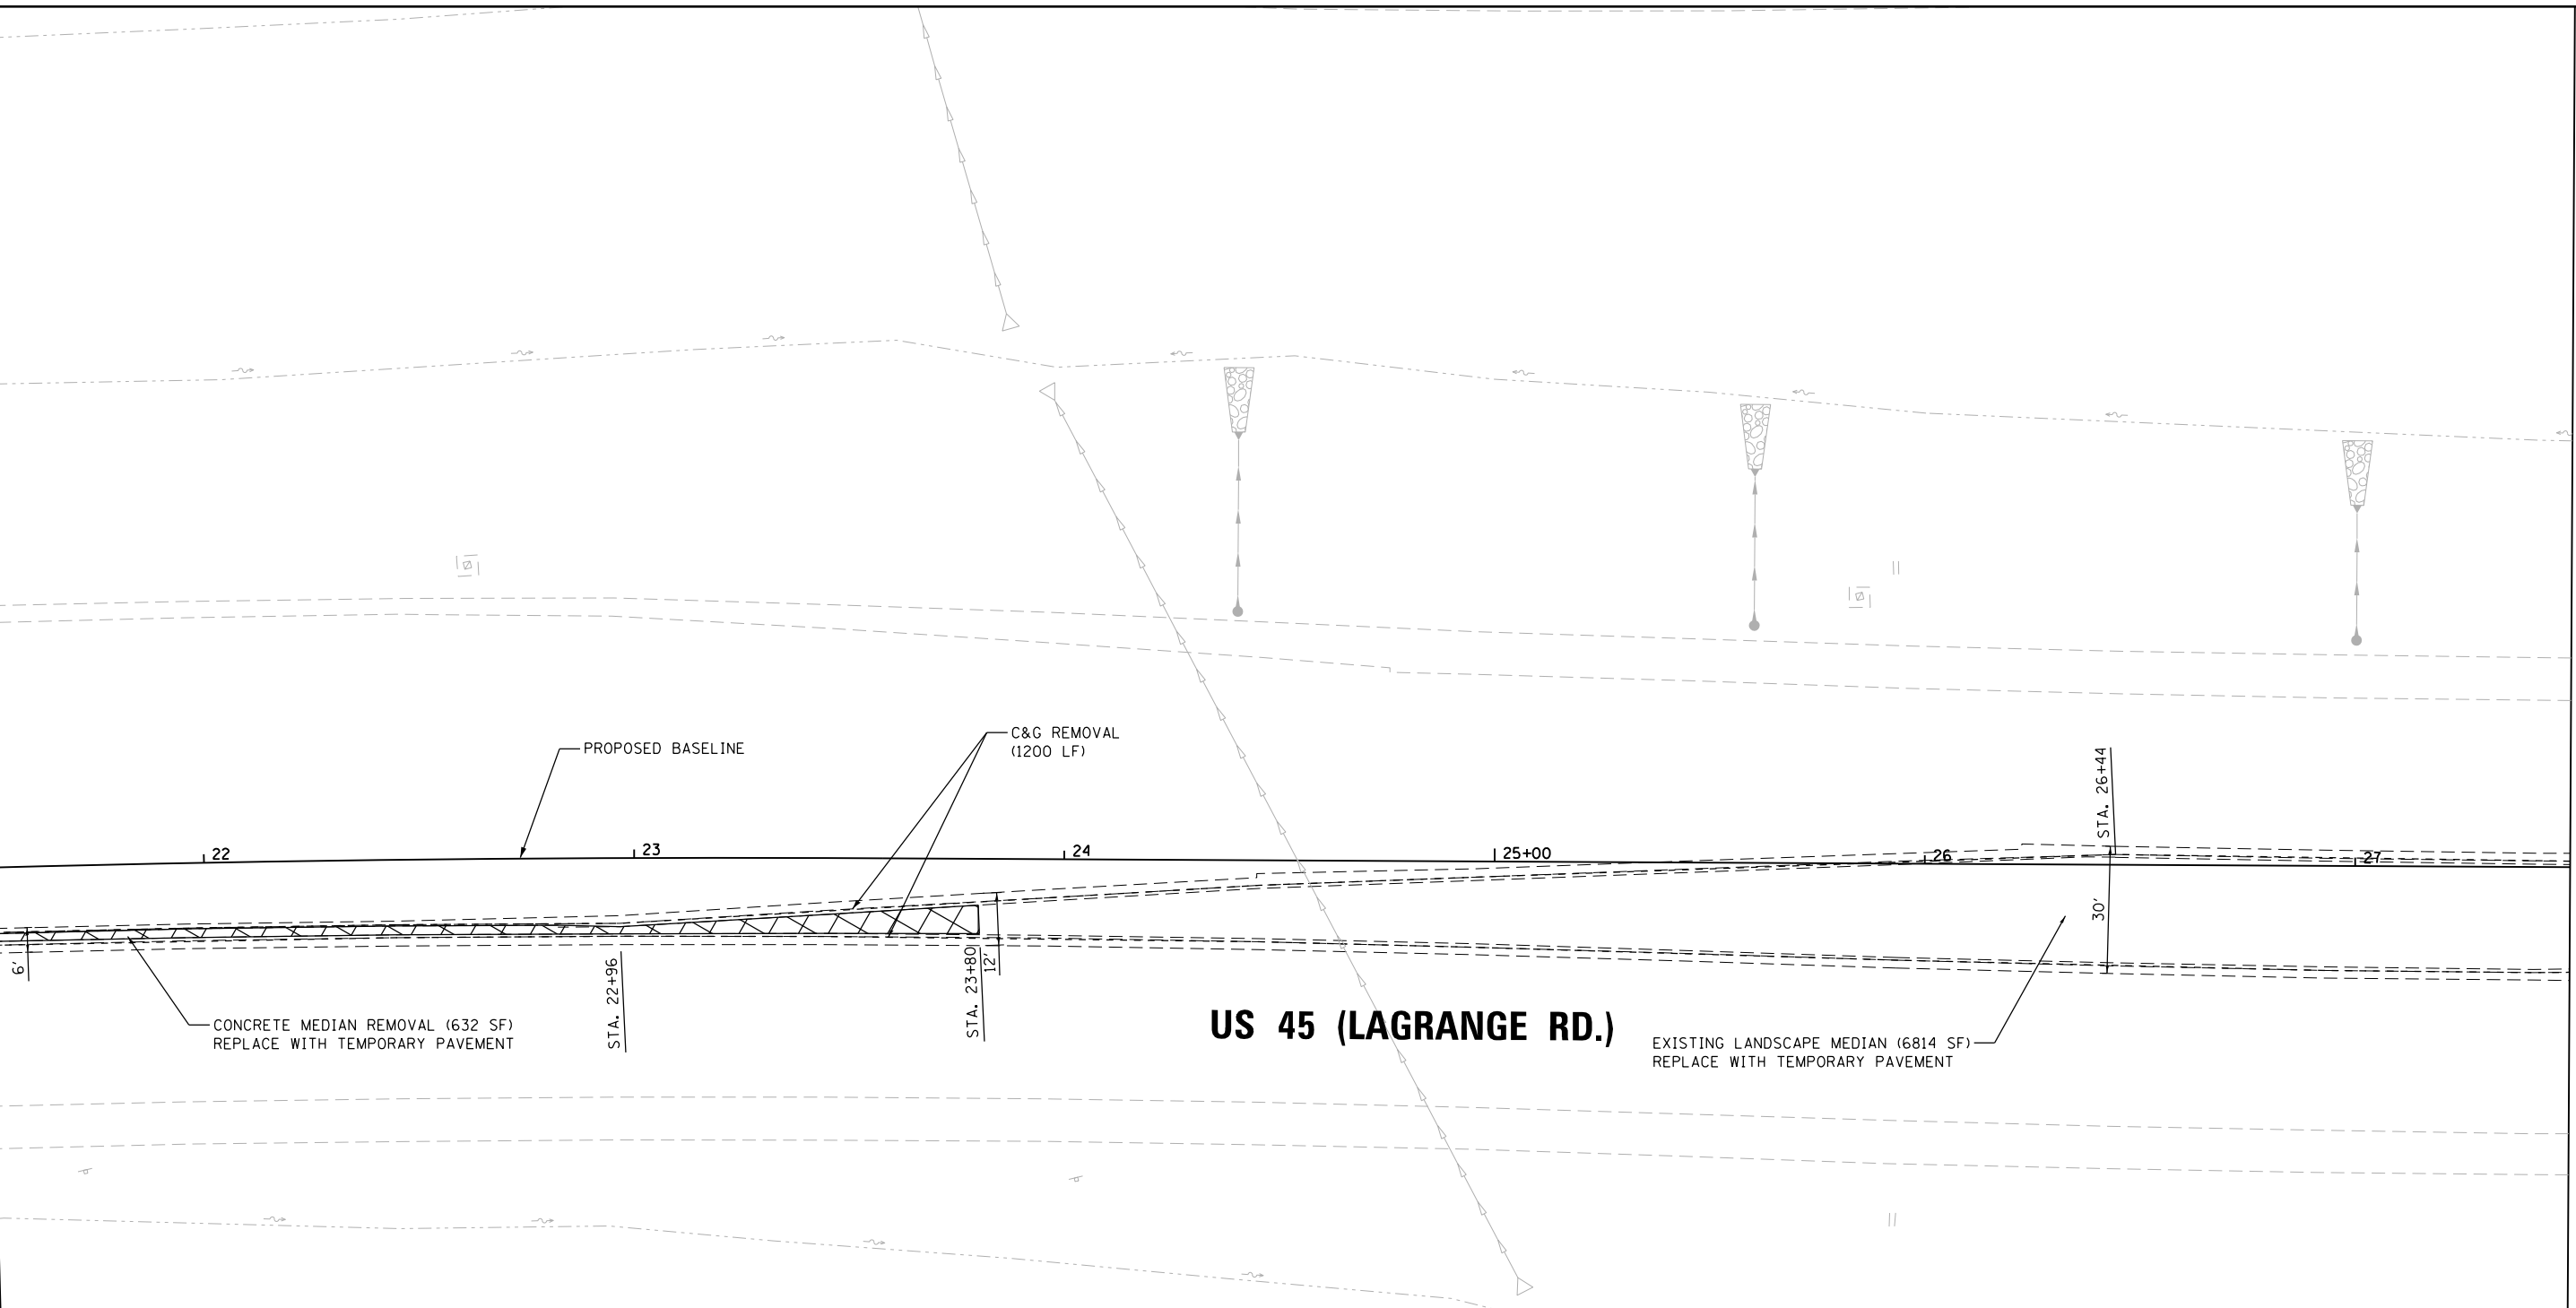 C&G REMOVAL
(1200 LF)
PROPOSED BASELINE
STA. 26+44
22
23
24
25+00
26
27
30'
6'
12'
STA. 22+96
STA. 23+80
CONCRETE MEDIAN REMOVAL (632 SF)
REPLACE WITH TEMPORARY PAVEMENT
US 45 (LAGRANGE RD.)
EXISTING LANDSCAPE MEDIAN (6814 SF)
REPLACE WITH TEMPORARY PAVEMENT